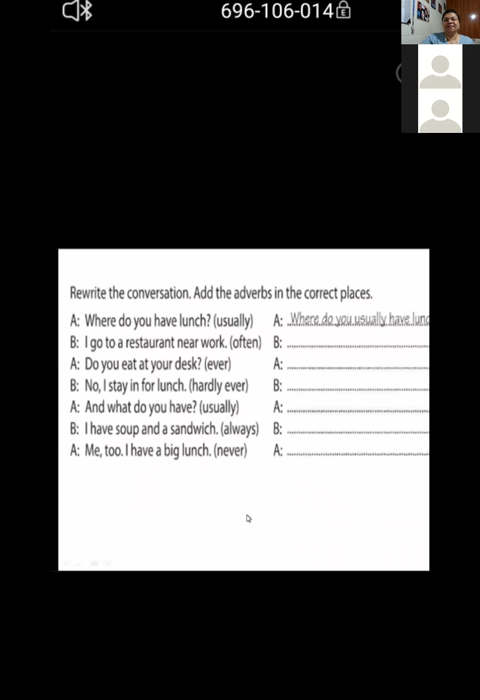 696-106-014
Rewrite the conversation. Add the adverbs in the correct places.
A: Where do you have lunch? (usually) A: Where do you usually have lunc
B: I go to a restaurant near work. (often) B:
A: Do you eat at your desk? (ever) A:
B: No, I stay in for lunch. (hardly ever) B:
A: And what do you have? (usually) A:
B: I have soup and a sandwich. (always) B:
A: Me, too. I have a big lunch. (never) A: